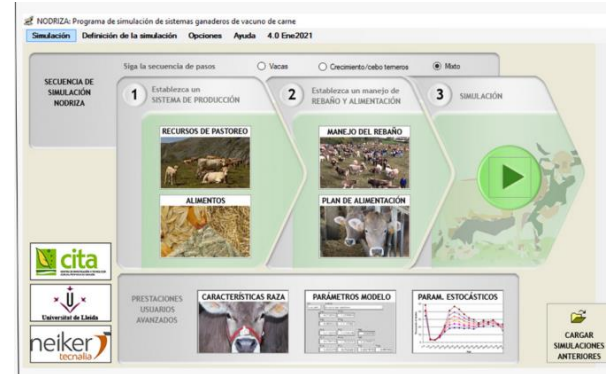 NODRIZA: Programa de simulación de sistemas ganaderos de vacuno de carne
Simulación Definición de la simulación Opciones Ayuda 4.0 Ene2021
Siga la secuencia de pasos Vacas Crecimiento/cebo terneros Mixto
SECUENCIA DE
SIMULACIÓN
NODRIZA
1 Establezca un
SISTEMA DE PRODUCCIÓN
2 Establezca un manejo de
REBAÑO Y ALIMENTACIÓN
3 SIMULACIÓN
RECURSOS DE PASTOREO
MANEJO DEL REBAÑO
ALIMENTOS
PLAN DE ALIMENTACIÓN
cita
Universitat de Lleida
neiker
tecnalia
PRESTACIONES
USUARIOS
AVANZADOS
CARACTERÍSTICAS RAZA
PARÁMETROS MODELO
PARAM. ESTOCÁSTICOS
CARGAR
SIMULACIONES
ANTERIORES